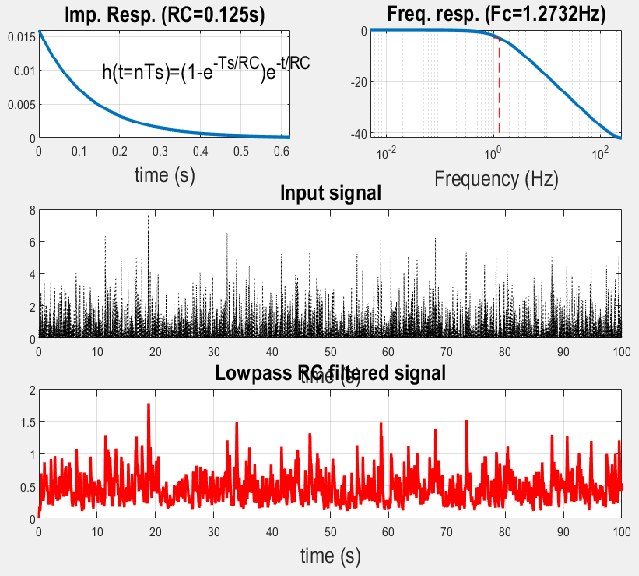 Imp. Resp. (RC=0.125s)
0.015
0.01
0.005
0
h(t=nTs)=(1-e^-Ts/RC)e^-t/RC
0 0.1 0.2 0.3 0.4 0.5 0.6
time (s)
Freq. resp. (Fc=1.2732Hz)
0
-20
-40
10^-2 10^0 10^2
Frequency (Hz)
Input signal
8
6
4
2
0
0 10 20 30 40 50 60 70 80 90 100
time (s)
Lowpass RC filtered signal
2
1.5
1
0.5
0
0 10 20 30 40 50 60 70 80 90 100
time (s)